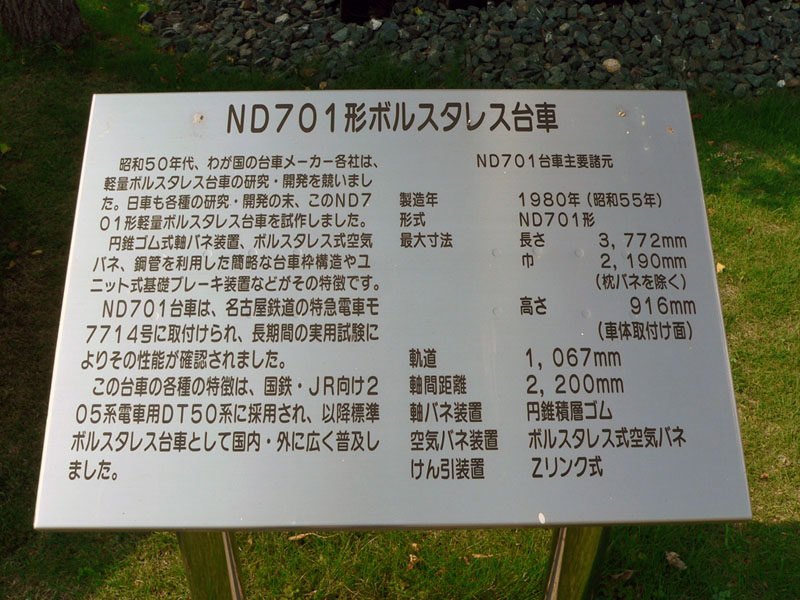 ND701形ボルスタレス台車
昭和50年代、わが国の台車メーカー各社は、
軽量ボルスタレス台車の研究・開発を競いまし
た。日車も各種の研究・開発の末、このND7
01形軽量ボルスタレス台車を試作しました。
円錐ゴム式軸バネ装置、ボルスタレス式空気
バネ、鋼管を利用した簡略な台車枠構造やユ
ニット式基礎ブレーキ装置などがその特徴です。
ND701台車は、名古屋鉄道の特急電車モ
7714号に取付けられ、長期間の実用試験に
よりその性能が確認されました。
この台車の各種の特徴は、国鉄・JR向け2
05系電車用DT50系に採用され、以降標準
ボルスタレス台車として国内・外に広く普及し
ました。
ND701台車主要諸元
製造年 1980年(昭和55年)
形式 ND701形
最大寸法 長さ 3,772mm
巾 2,190mm
(枕バネを除く)
高さ 916mm
(車体取付け面)
軌道 1,067mm
軸間距離 2,200mm
軸バネ装置 円錐積層ゴム
空気バネ装置 ボルスタレス式空気バネ
けん引装置 Zリンク式